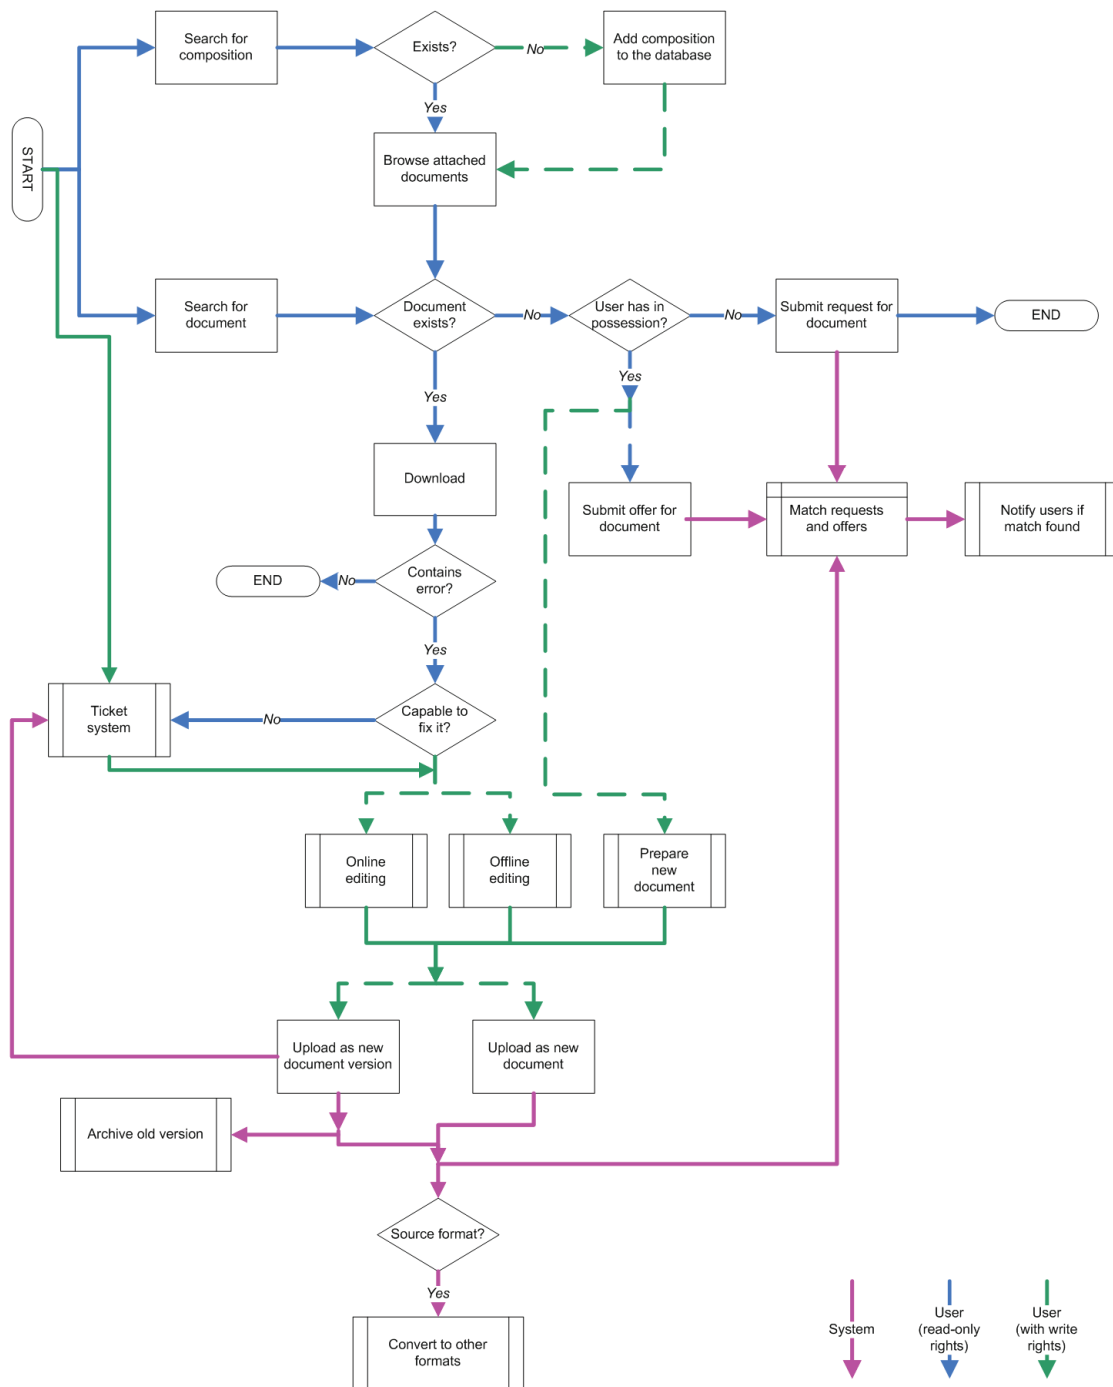 Search for
composition
Exists?
No
Add composition
to the database
Yes
START
Browse attached
documents
Search for
document
Document
exists?
No
User has in
possession?
No
Submit request for
document
END
Yes
Yes
Download
Submit offer for
document
Match requests
and offers
Notify users if
match found
END
No
Contains
error?
Yes
Ticket
system
No
Capable to
fix it?
Online
editing
Offline
editing
Prepare
new
document
Upload as new
document version
Upload as new
document
Archive old version
Source format?
Yes
Convert to other
formats
System
User
(read-only
rights)
User
(with write
rights)